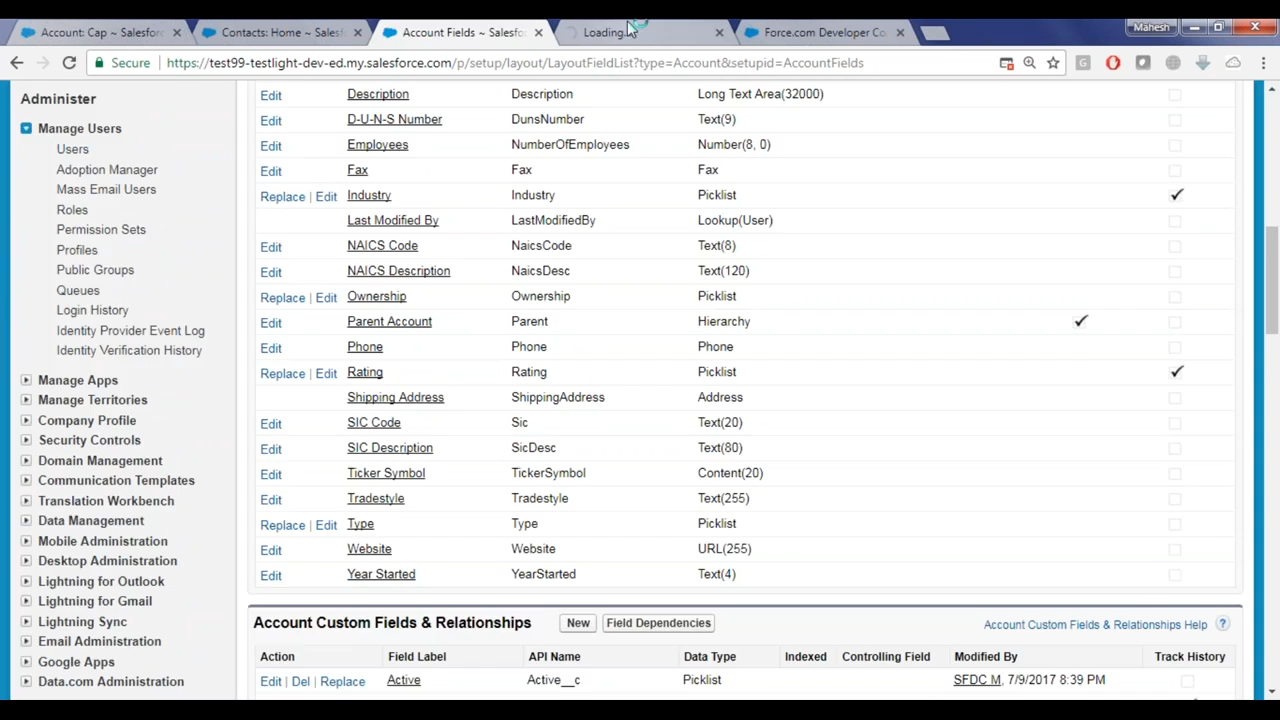 Account: Cap ~ Salesforc
Contacts: Home ~ Salesf
Account Fields ~ Salesfo
Loading...
Force.com Developer Co
Mahesh
Secure https://test99-testlight-dev-ed.my.salesforce.com/p/setup/layout/LayoutFieldList?type=Account&setupid=AccountFields
Administer
Manage Users
Users
Adoption Manager
Mass Email Users
Roles
Permission Sets
Profiles
Public Groups
Queues
Login History
Identity Provider Event Log
Identity Verification History
Manage Apps
Manage Territories
Company Profile
Security Controls
Domain Management
Communication Templates
Translation Workbench
Data Management
Mobile Administration
Desktop Administration
Lightning for Outlook
Lightning for Gmail
Lightning Sync
Email Administration
Google Apps
Data.com Administration
Edit Description Description Long Text Area(32000)
Edit D-U-N-S Number DunsNumber Text(9)
Edit Employees NumberOfEmployees Number(8, 0)
Edit Fax Fax Fax
Replace | Edit Industry Industry Picklist
Last Modified By LastModifiedBy Lookup(User)
Edit NAICS Code NaicsCode Text(8)
Edit NAICS Description NaicsDesc Text(120)
Replace | Edit Ownership Ownership Picklist
Edit Parent Account Parent Hierarchy
Edit Phone Phone Phone
Replace | Edit Rating Rating Picklist
Shipping Address ShippingAddress Address
Edit SIC Code Sic Text(20)
Edit SIC Description SicDesc Text(80)
Edit Ticker Symbol TickerSymbol Content(20)
Edit Tradestyle Tradestyle Text(255)
Replace | Edit Type Type Picklist
Edit Website Website URL(255)
Edit Year Started YearStarted Text(4)
Account Custom Fields & Relationships New Field Dependencies Account Custom Fields & Relationships Help ?
Action Field Label API Name Data Type Indexed Controlling Field Modified By Track History
Edit | Del | Replace Active Active__c Picklist SFDC M, 7/9/2017 8:39 PM